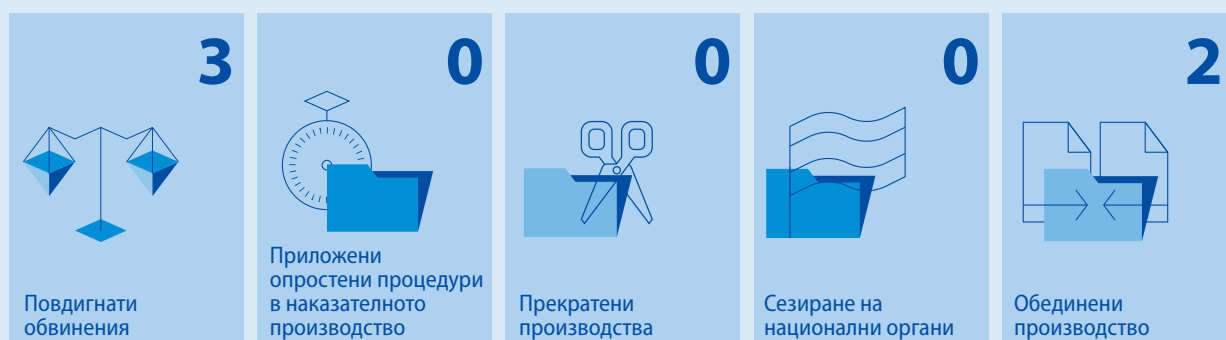 3
Повдигнати
обвинения
0
Приложени
опростени процедури
в наказателното
производство
0
Прекратени
производства
0
Сезиране на
национални органи
2
Обединени
производство